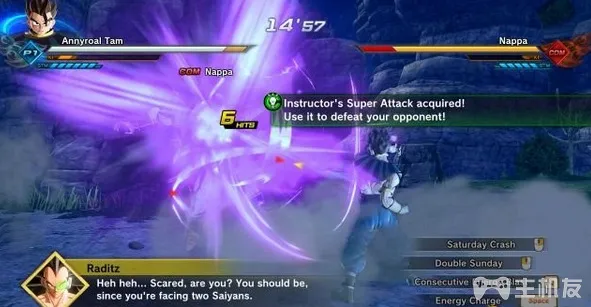 14'57
Annyroal Tam
Nappa
P1
COM
COM Nappa
Instructor's Super Attack acquired!
Use it to defeat your opponent!
6 HITS
Saturday Crash
Double Sunday
Consecutive Energy
Energy Charge
Space
Raditz
Heh heh... Scared, are you? You should be,
since you're facing two Saiyans.
主机友